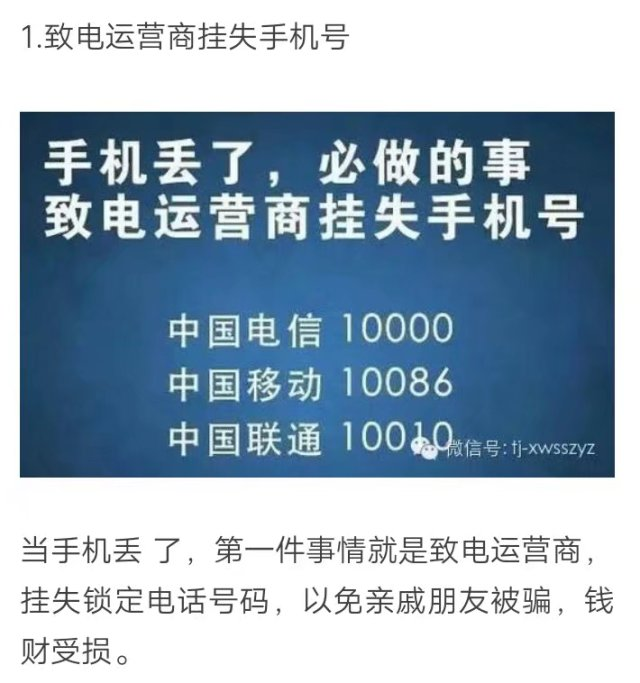 1.致电运营商挂失手机号
手机丢了，必做的事
致电运营商挂失手机号
中国电信 10000
中国移动 10086
中国联通 10010
微信号: tj-xwsszyz
当手机丢 了，第一件事情就是致电运营商，
挂失锁定电话号码，以免亲戚朋友被骗，钱
财受损。